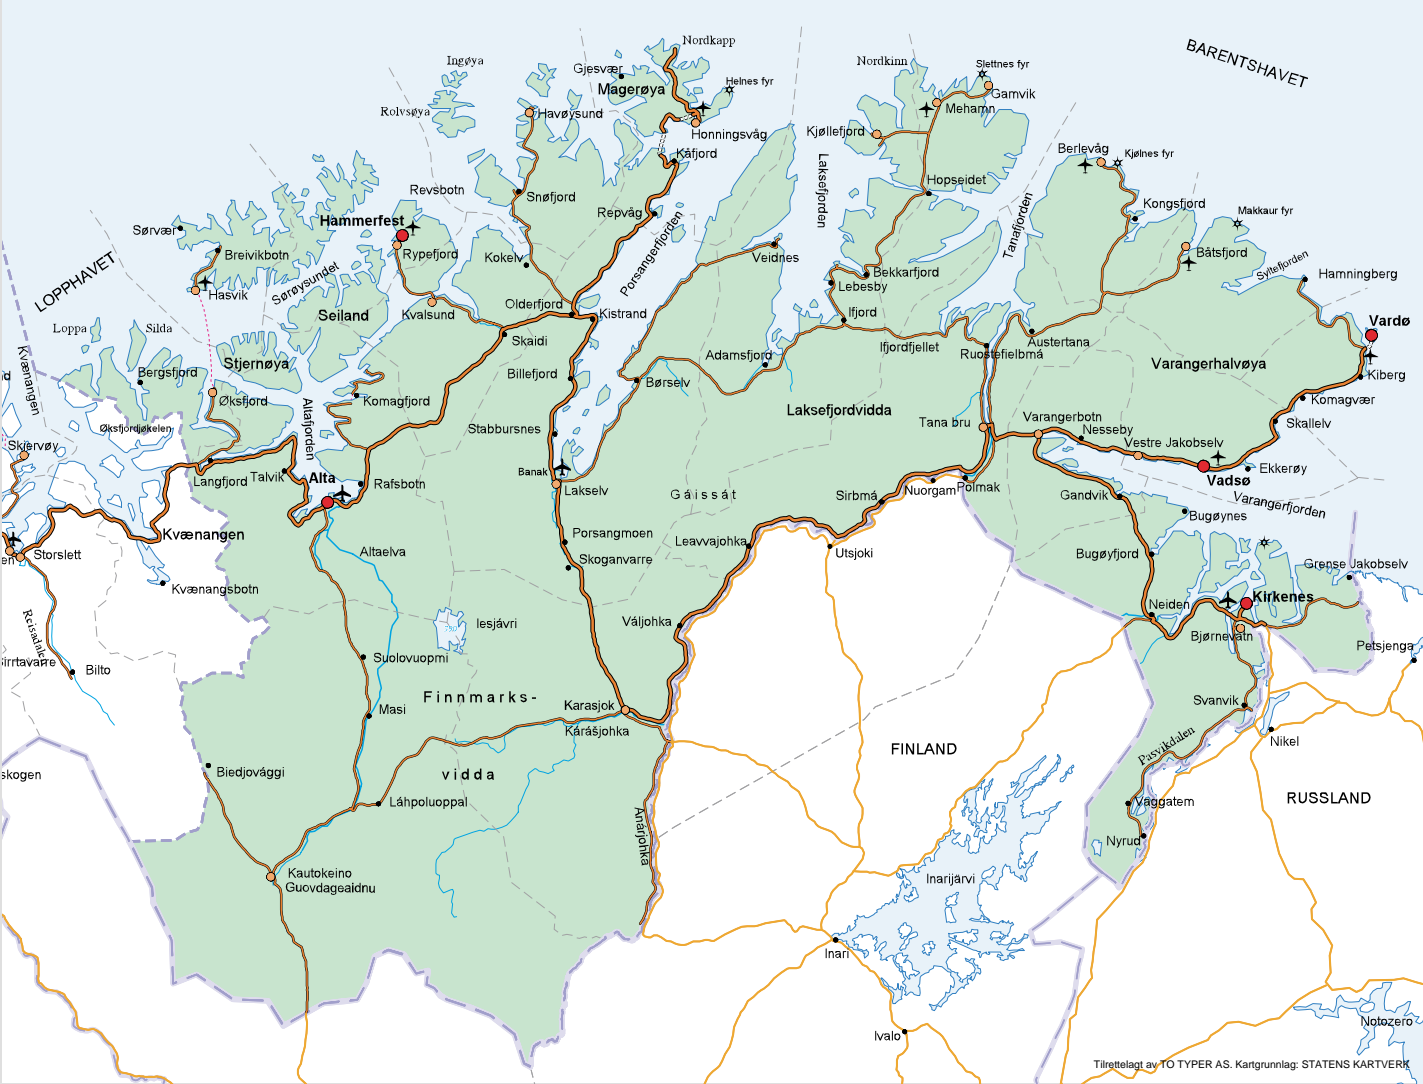 Nordkapp
BARENTSHAVET
Ingøya
Gjesvær
Nordkinn
Slettnes fyr
Helnes fyr
Magerøya
Gamvik
Rolvsøya
Havøysund
Mehamn
Honningsvåg
Kjøllefjord
Kåfjord
Laksefjorden
Berlevåg
Kjølnes fyr
Revsbotn
Snøfjord
Hopseidet
Kongsfjord
Hammerfest
Repvåg
Tanafjorden
Makkaur fyr
Sørvær
Breivikbotn
Rypefjord
Kokelv
Porsangerfjorden
Veidnes
Båtsfjord
LOPPHAVET
Sørøysundet
Bekkarfjord
Syltefjorden
Hamningberg
Hasvik
Lebesby
Seiland
Kvalsund
Olderfjord
Kistrand
Ifjord
Loppa
Silda
Skaidi
Ifjordfjellet
Austertana
Vardø
Kvænangen
Stjernøya
Adamsfjord
Ruostefielbmá
Varangerhalvøya
Bergsfjord
Billefjord
Børselv
Kiberg
Øksfjord
Komagfjord
Laksefjordvidda
Komagvær
Altafjorden
Øksfjordjøkelen
Stabbursnes
Tana bru
Varangerbotn
Nesseby
Skallelv
Skjervøy
Vestre Jakobselv
Langfjord
Talvik
Alta
Rafsbotn
Banak
Lakselv
Gáissát
Sirbmá
Nuorgam
Polmak
Gandvik
Vadsø
Ekkerøy
Varangerfjorden
Bugøynes
Kvænangen
Porsangmoen
Leavvajohka
Utsjoki
Bugøyfjord
Storslett
Altaelva
Skoganvarre
Grense Jakobselv
Kvænangsbotn
Neiden
Kirkenes
Reisadalen
790
Iesjávri
Váljohka
Bjørnevatn
Petsjenga
Birrtavarre
Bilto
Suolovuopmi
Finnmarks-
Karasjok
Svanvik
Masi
Kárášjohka
FINLAND
Pasvikdalen
Nikel
skogen
Biedjovággi
vidda
Láhpoluoppal
Anárjohka
Vaggatem
RUSSLAND
Nyrud
Kautokeino
Guovdageaidnu
Inarijärvi
Inari
Ivalo
Notozero
Tilrettelagt av TO TYPER AS. Kartgrunnlag: STATENS KARTVERK